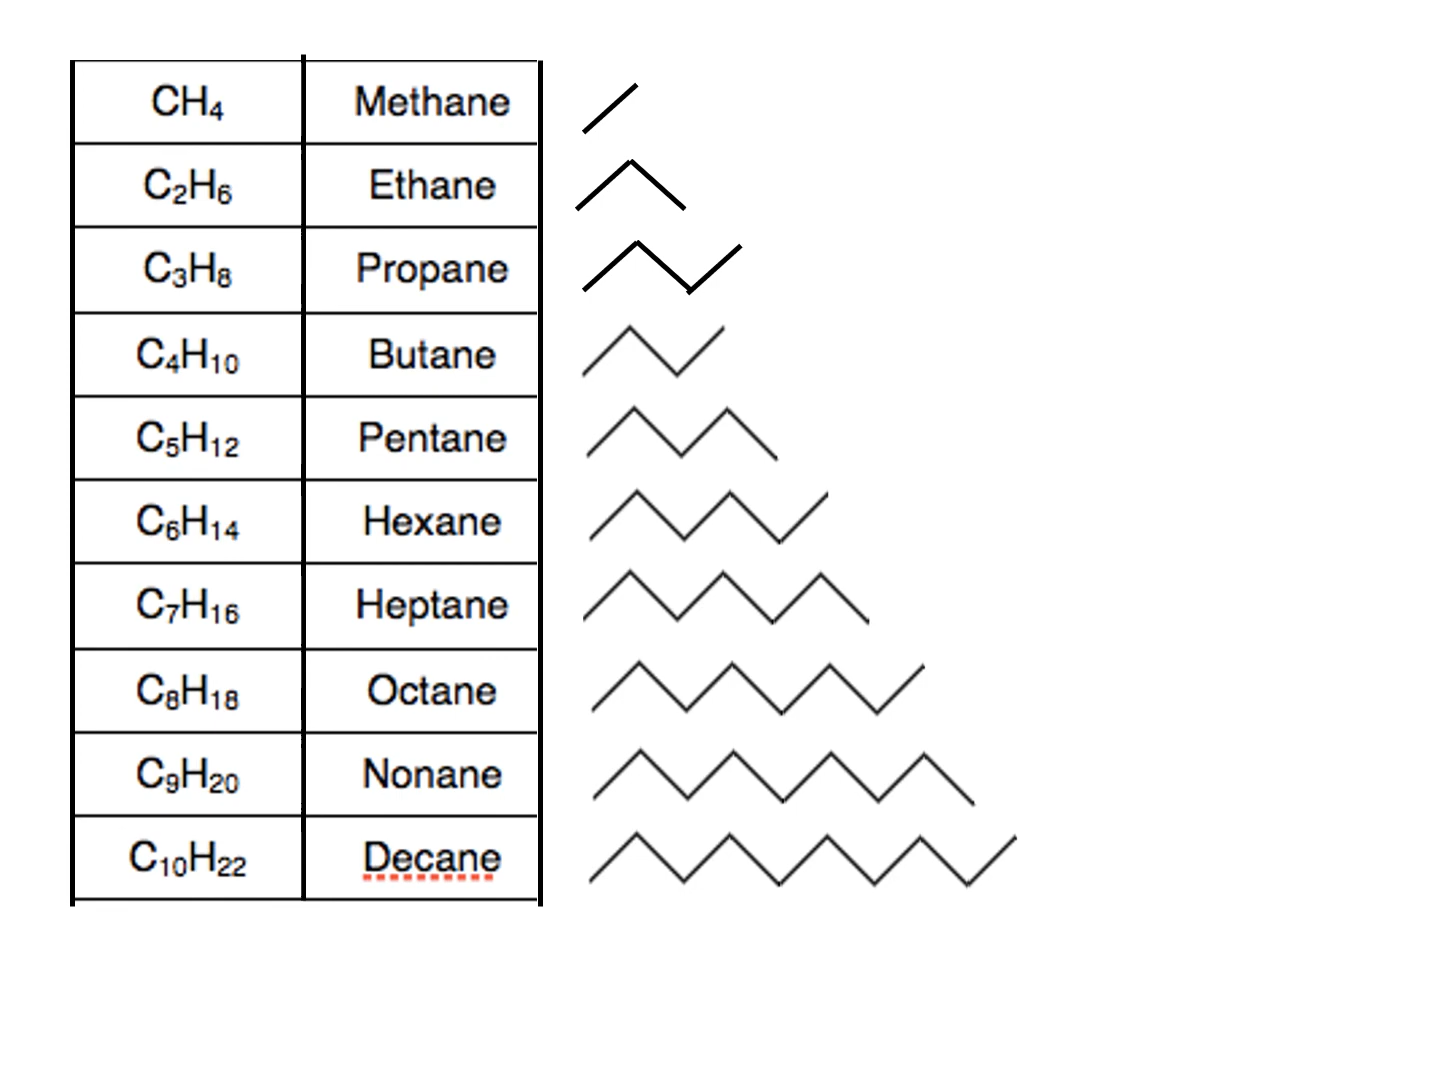 CH₄ Methane
C₂H₆ Ethane
C₃H₈ Propane
C₄H₁₀ Butane
C₅H₁₂ Pentane
C₆H₁₄ Hexane
C₇H₁₆ Heptane
C₈H₁₈ Octane
C₉H₂₀ Nonane
C₁₀H₂₂ Decane